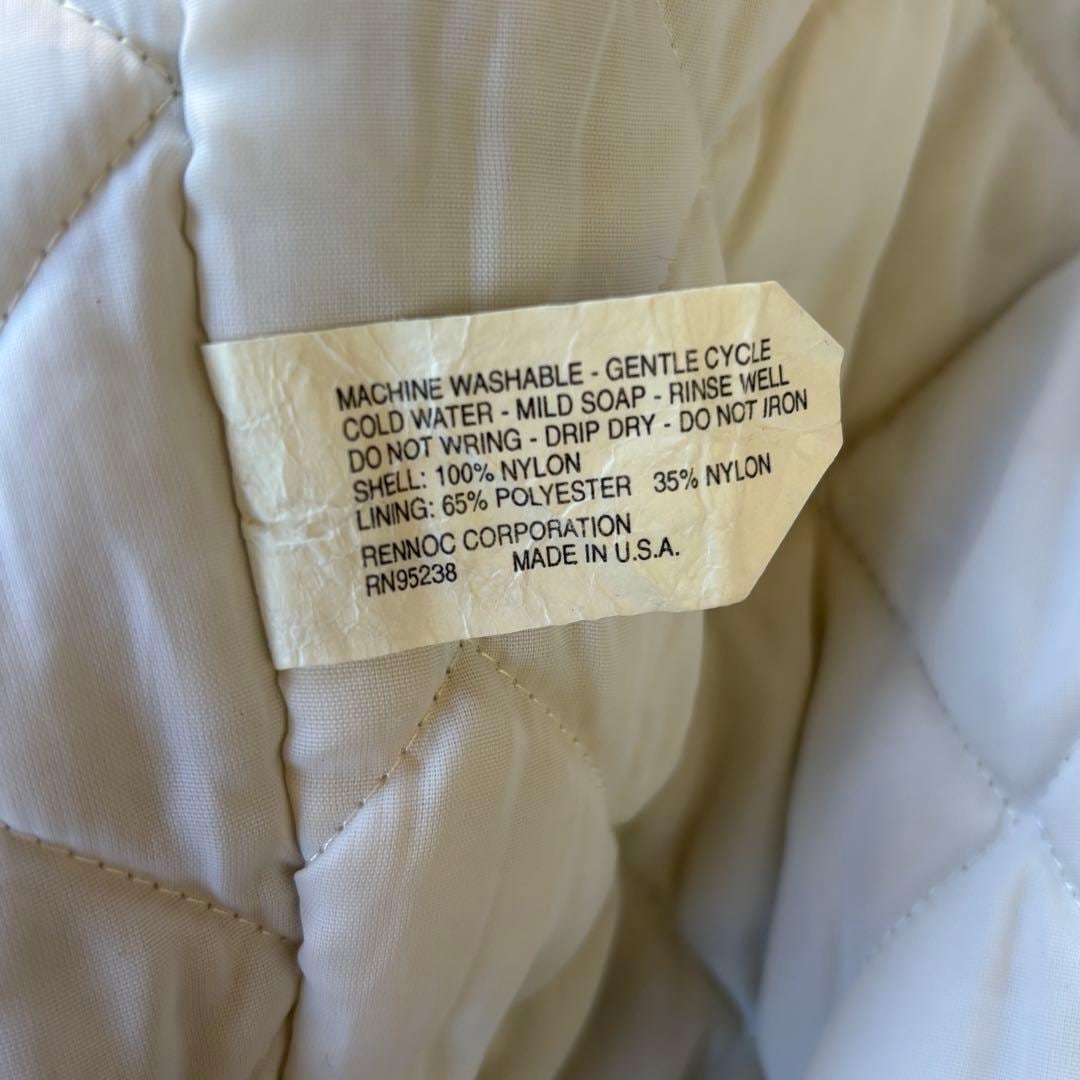 MACHINE WASHABLE - GENTLE CYCLE
COLD WATER - MILD SOAP - RINSE WELL
DO NOT WRING - DRIP DRY - DO NOT IRON
SHELL: 100% NYLON
LINING: 65% POLYESTER 35% NYLON
RENNOC CORPORATION
RN95238 MADE IN U.S.A.